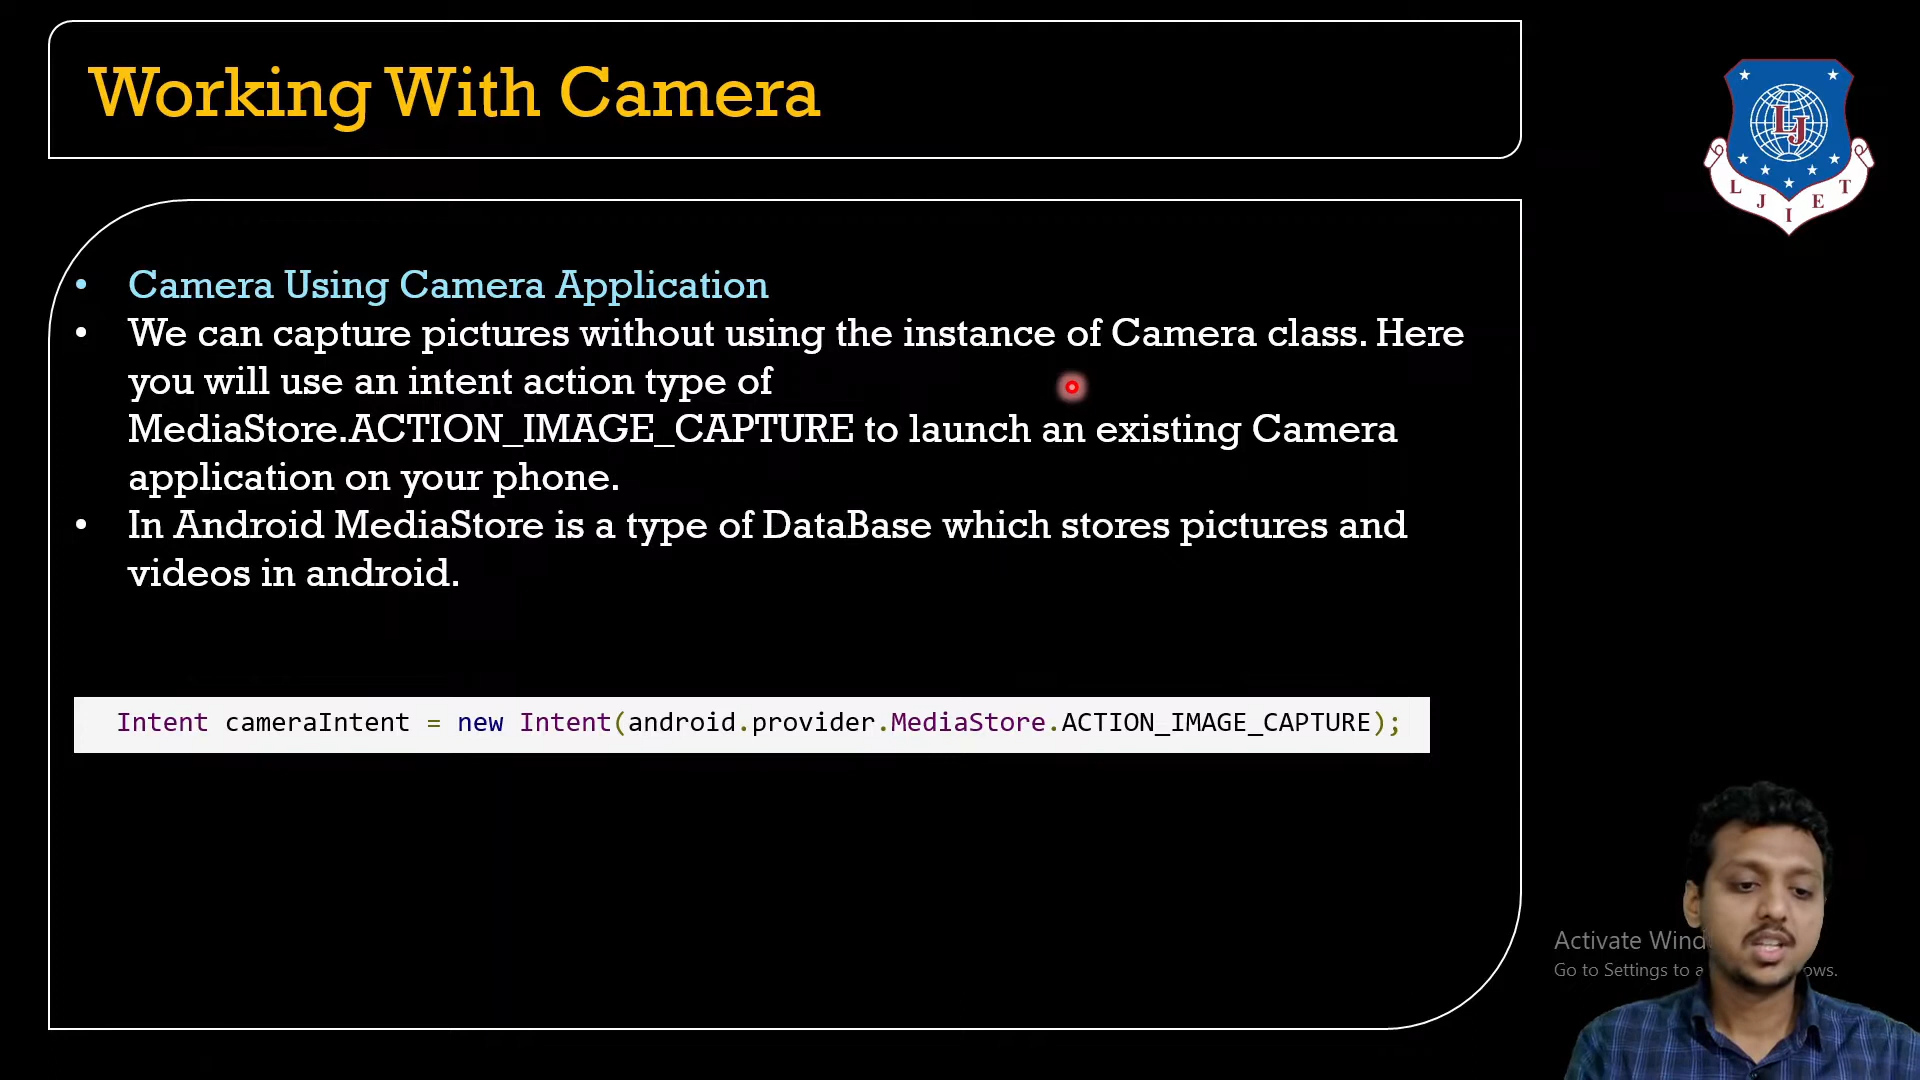 Working With Camera
LJ
L J I E T
• Camera Using Camera Application
• We can capture pictures without using the instance of Camera class. Here
you will use an intent action type of
MediaStore.ACTION_IMAGE_CAPTURE to launch an existing Camera
application on your phone.
• In Android MediaStore is a type of DataBase which stores pictures and
videos in android.
Intent cameraIntent = new Intent(android.provider.MediaStore.ACTION_IMAGE_CAPTURE);
Activate Wind
Go to Settings to a ows.